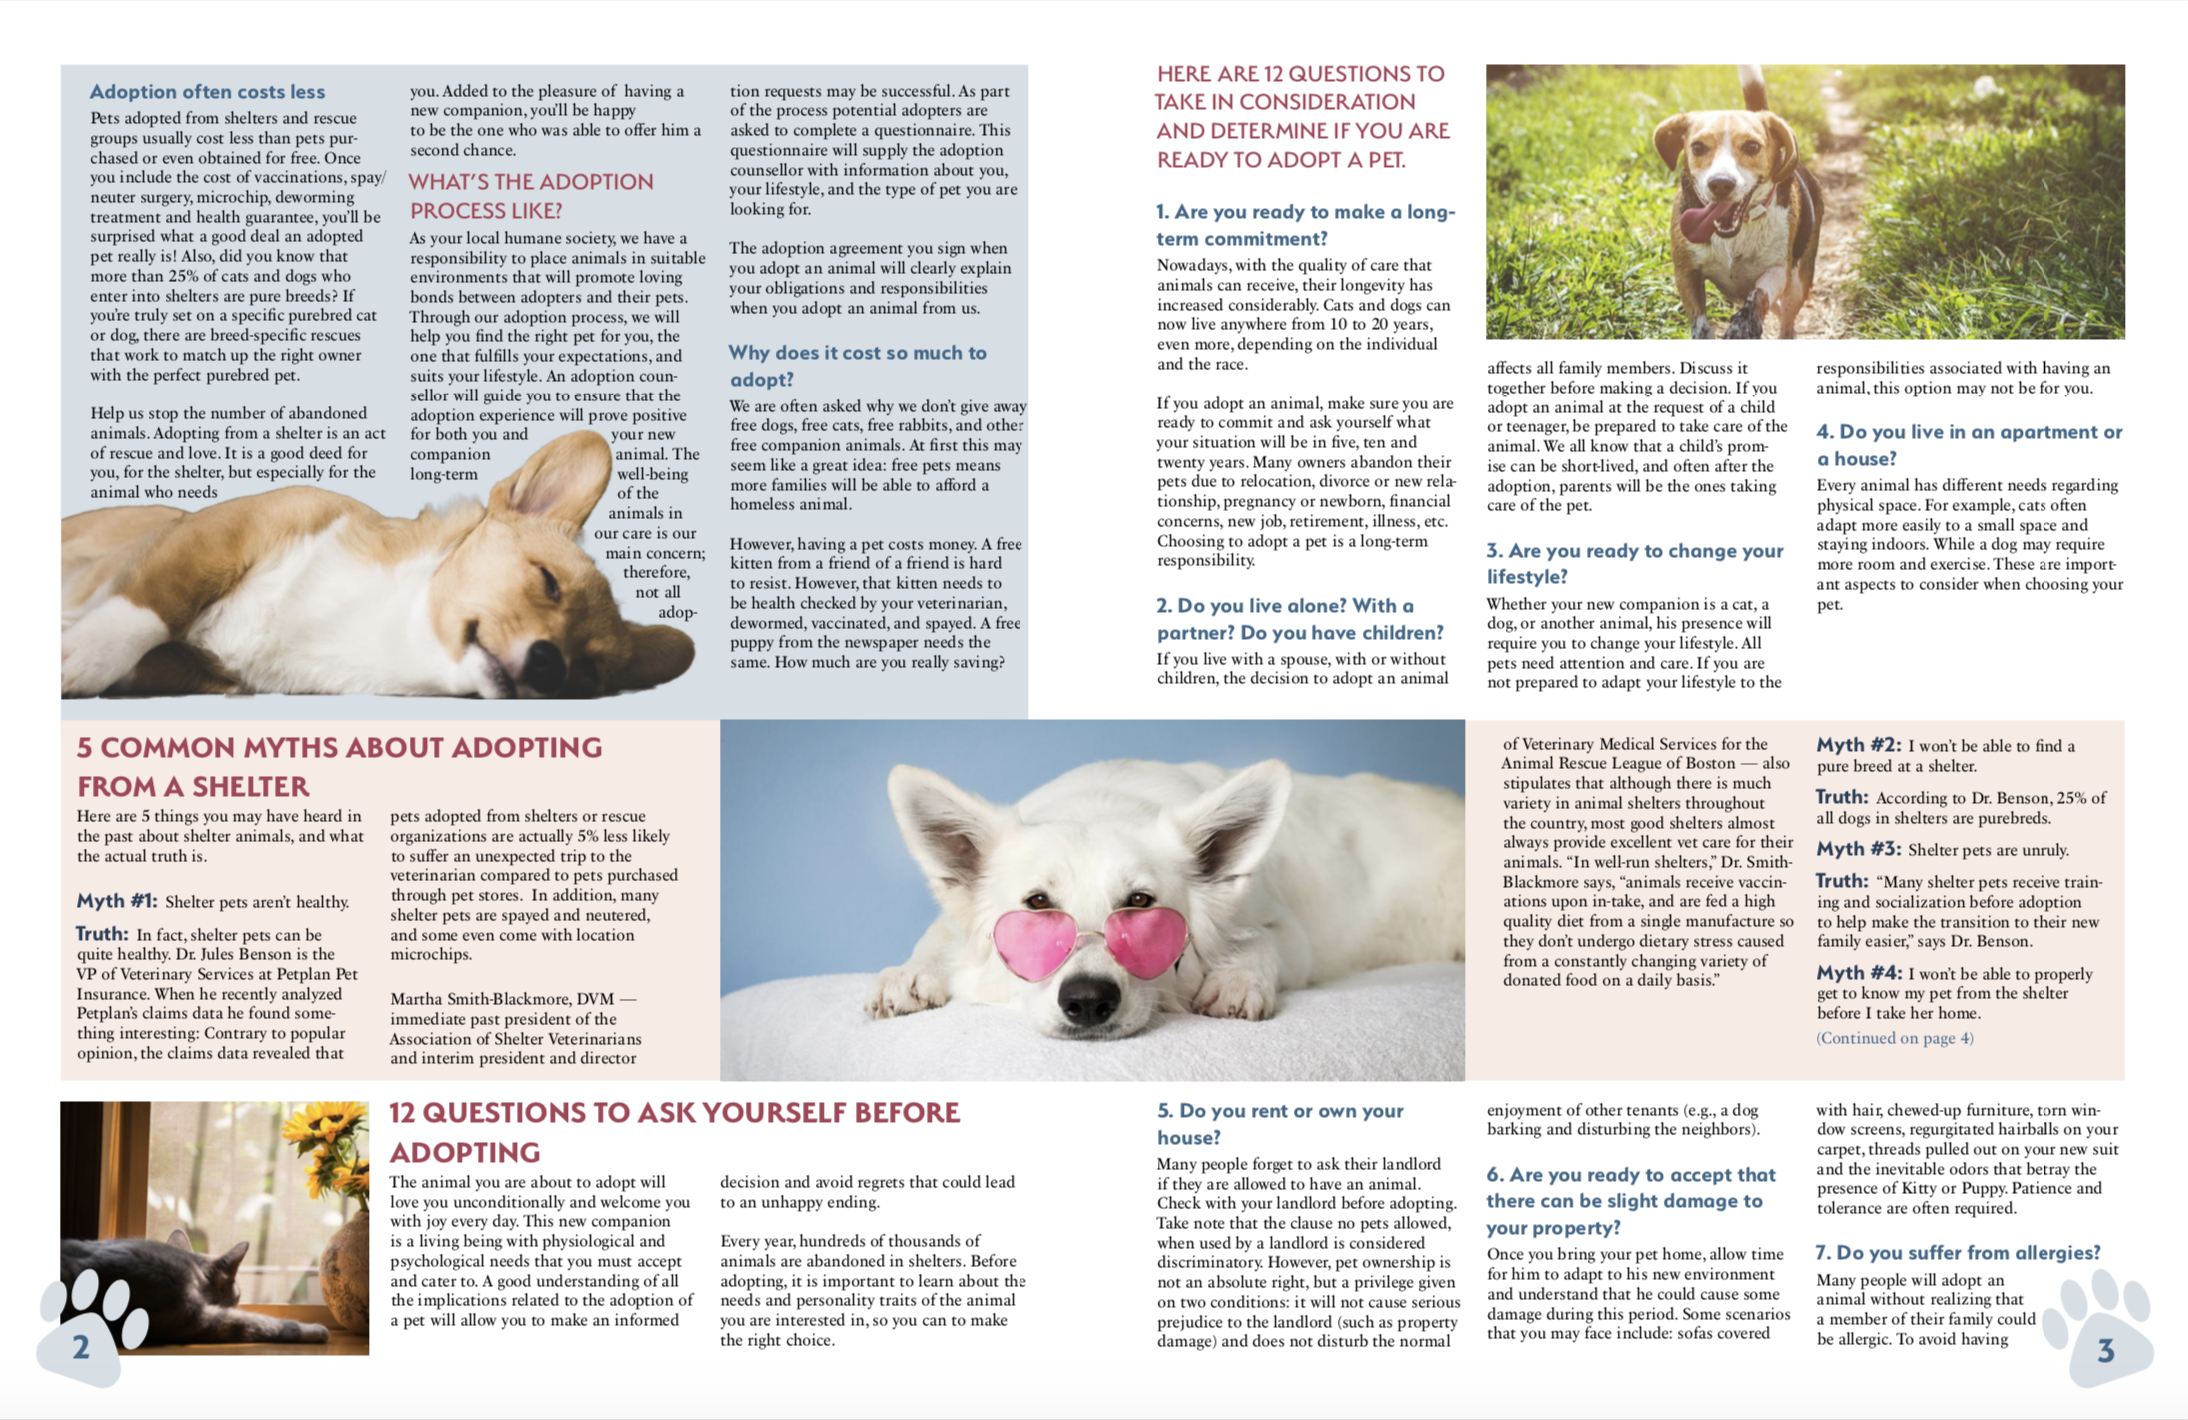 Adoption often costs less
Pets adopted from shelters and rescue
groups usually cost less than pets pur-
chased or even obtained for free. Once
you include the cost of vaccinations, spay/
neuter surgery, microchip, deworming
treatment and health guarantee, you'll be
surprised what a good deal an adopted
pet really is! Also, did you know that
more than 25% of cats and dogs who
enter into shelters are pure breeds? If
you're truly set on a specific purebred cat
or dog, there are breed-specific rescues
that work to match up the right owner
with the perfect purebred pet.
Help us stop the number of abandoned
animals. Adopting from a shelter is an act
of rescue and love. It is a good deed for
you, for the shelter, but especially for the
animal who needs
you. Added to the pleasure of having a
new companion, you'll be happy
to be the one who was able to offer him a
second chance.
WHAT'S THE ADOPTION
PROCESS LIKE?
As your local humane society, we have a
responsibility to place animals in suitable
environments that will promote loving
bonds between adopters and their pets.
Through our adoption process, we will
help you find the right pet for you, the
one that fulfills your expectations, and
suits your lifestyle. An adoption coun-
sellor will guide you to ensure that the
adoption experience will prove positive
for both you and your new
companion animal. The
long-term well-being
of the
animals in
our care is our
main concern;
therefore,
not all
adop-
tion requests may be successful. As part
of the process potential adopters are
asked to complete a questionnaire. This
questionnaire will supply the adoption
counsellor with information about you,
your lifestyle, and the type of pet you are
looking for.
The adoption agreement you sign when
you adopt an animal will clearly explain
your obligations and responsibilities
when you adopt an animal from us.
Why does it cost so much to
adopt?
We are often asked why we don't give away
free dogs, free cats, free rabbits, and other
free companion animals. At first this may
seem like a great idea: free pets means
more families will be able to afford a
homeless animal.
However, having a pet costs money. A free
kitten from a friend of a friend is hard
to resist. However, that kitten needs to
be health checked by your veterinarian,
dewormed, vaccinated, and spayed. A free
puppy from the newspaper needs the
same. How much are you really saving?
5 COMMON MYTHS ABOUT ADOPTING
FROM A SHELTER
Here are 5 things you may have heard in
the past about shelter animals, and what
the actual truth is.
Myth #1: Shelter pets aren't healthy.
Truth: In fact, shelter pets can be
quite healthy. Dr. Jules Benson is the
VP of Veterinary Services at Petplan Pet
Insurance. When he recently analyzed
Petplan's claims data he found some-
thing interesting: Contrary to popular
opinion, the claims data revealed that
pets adopted from shelters or rescue
organizations are actually 5% less likely
to suffer an unexpected trip to the
veterinarian compared to pets purchased
through pet stores. In addition, many
shelter pets are spayed and neutered,
and some even come with location
microchips.
Martha Smith-Blackmore, DVM —
immediate past president of the
Association of Shelter Veterinarians
and interim president and director
of Veterinary Medical Services for the
Animal Rescue League of Boston — also
stipulates that although there is much
variety in animal shelters throughout
the country, most good shelters almost
always provide excellent vet care for their
animals. “In well-run shelters,” Dr. Smith-
Blackmore says, “animals receive vaccin-
ations upon in-take, and are fed a high
quality diet from a single manufacture so
they don't undergo dietary stress caused
from a constantly changing variety of
donated food on a daily basis.”
Myth #2: I won't be able to find a
pure breed at a shelter.
Truth: According to Dr. Benson, 25% of
all dogs in shelters are purebreds.
Myth #3: Shelter pets are unruly.
Truth: “Many shelter pets receive train-
ing and socialization before adoption
to help make the transition to their new
family easier,” says Dr. Benson.
Myth #4: I won't be able to properly
get to know my pet from the shelter
before I take her home.
(Continued on page 4)
12 QUESTIONS TO ASK YOURSELF BEFORE
ADOPTING
The animal you are about to adopt will
love you unconditionally and welcome you
with joy every day. This new companion
is a living being with physiological and
psychological needs that you must accept
and cater to. A good understanding of all
the implications related to the adoption of
a pet will allow you to make an informed
decision and avoid regrets that could lead
to an unhappy ending.
Every year, hundreds of thousands of
animals are abandoned in shelters. Before
adopting, it is important to learn about the
needs and personality traits of the animal
you are interested in, so you can to make
the right choice.
2
HERE ARE 12 QUESTIONS TO
TAKE IN CONSIDERATION
AND DETERMINE IF YOU ARE
READY TO ADOPT A PET.
1. Are you ready to make a long-
term commitment?
Nowadays, with the quality of care that
animals can receive, their longevity has
increased considerably. Cats and dogs can
now live anywhere from 10 to 20 years,
even more, depending on the individual
and the race.
If you adopt an animal, make sure you are
ready to commit and ask yourself what
your situation will be in five, ten and
twenty years. Many owners abandon their
pets due to relocation, divorce or new rela-
tionship, pregnancy or newborn, financial
concerns, new job, retirement, illness, etc.
Choosing to adopt a pet is a long-term
responsibility.
2. Do you live alone? With a
partner? Do you have children?
If you live with a spouse, with or without
children, the decision to adopt an animal
affects all family members. Discuss it
together before making a decision. If you
adopt an animal at the request of a child
or teenager, be prepared to take care of the
animal. We all know that a child's prom-
ise can be short-lived, and often after the
adoption, parents will be the ones taking
care of the pet.
3. Are you ready to change your
lifestyle?
Whether your new companion is a cat, a
dog, or another animal, his presence will
require you to change your lifestyle. All
pets need attention and care. If you are
not prepared to adapt your lifestyle to the
responsibilities associated with having an
animal, this option may not be for you.
4. Do you live in an apartment or
a house?
Every animal has different needs regarding
physical space. For example, cats often
adapt more easily to a small space and
staying indoors. While a dog may require
more room and exercise. These are import-
ant aspects to consider when choosing your
pet.
5. Do you rent or own your
house?
Many people forget to ask their landlord
if they are allowed to have an animal.
Check with your landlord before adopting.
Take note that the clause no pets allowed,
when used by a landlord is considered
discriminatory. However, pet ownership is
not an absolute right, but a privilege given
on two conditions: it will not cause serious
prejudice to the landlord (such as property
damage) and does not disturb the normal
enjoyment of other tenants (e.g., a dog
barking and disturbing the neighbors).
6. Are you ready to accept that
there can be slight damage to
your property?
Once you bring your pet home, allow time
for him to adapt to his new environment
and understand that he could cause some
damage during this period. Some scenarios
that you may face include: sofas covered
with hair, chewed-up furniture, torn win-
dow screens, regurgitated hairballs on your
carpet, threads pulled out on your new suit
and the inevitable odors that betray the
presence of Kitty or Puppy. Patience and
tolerance are often required.
7. Do you suffer from allergies?
Many people will adopt an
animal without realizing that
a member of their family could
be allergic. To avoid having
3